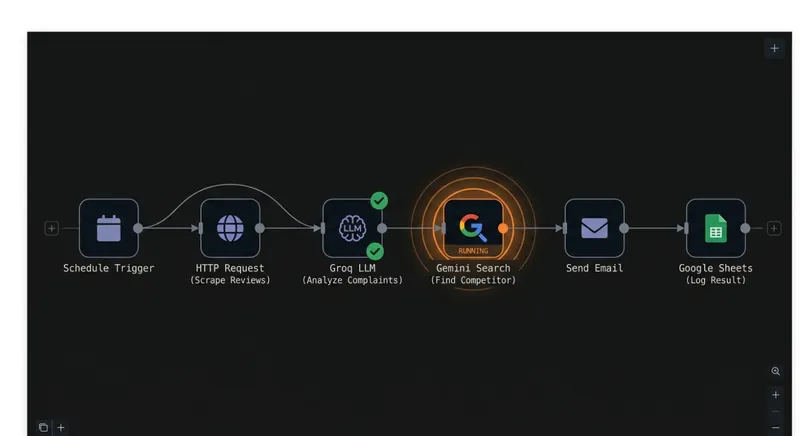 LLM
RUNNING
Schedule Trigger
HTTP Request
(Scrape Reviews)
Groq LLM
(Analyze Complaints)
Gemini Search
(Find Competitor)
Send Email
Google Sheets
(Log Result)